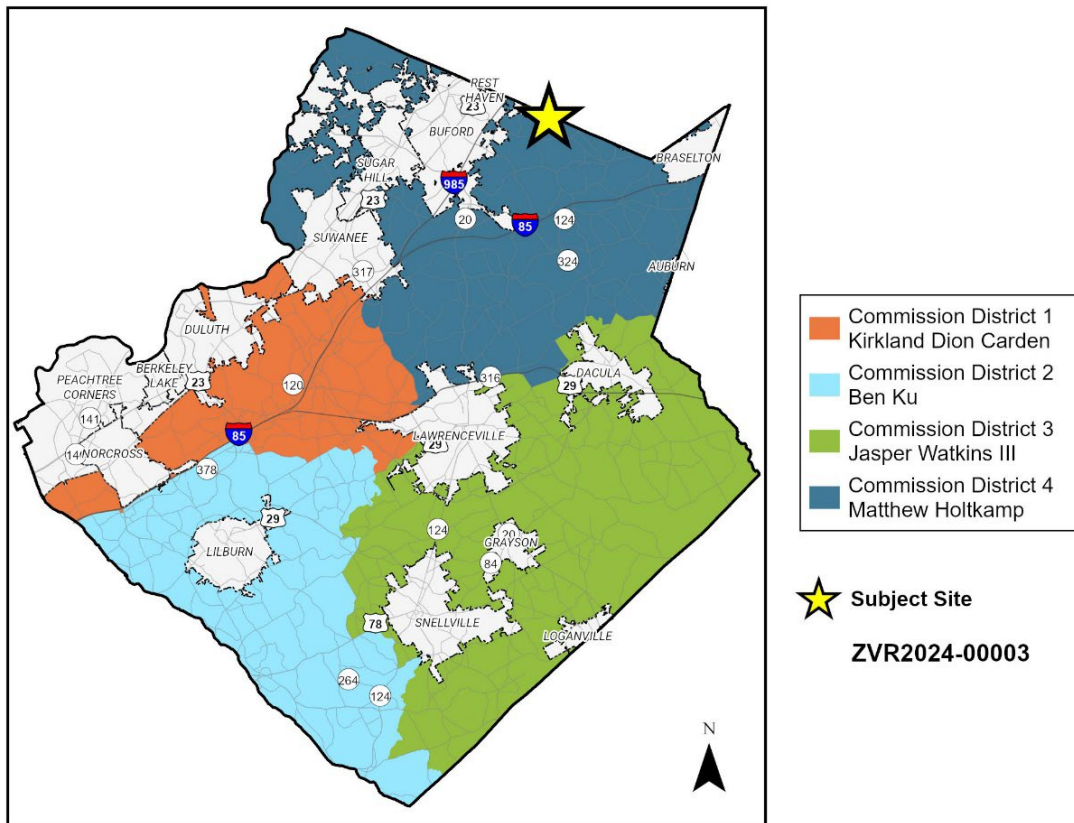 REST
HAVEN
23
BUFORD
BRASELTON
SUGAR
HILL
985
23
20
85
124
SUWANEE
324
317
AUBURN
DULUTH
BERKELEY
LAKE
23
PEACHTREE
CORNERS
120
316
29
DACULA
141
85
LAWRENCEVILLE
29
14
NORCROSS
378
29
LILBURN
124
20
GRAYSON
84
78
SNELLVILLE
LOGANVILLE
264
124
N
Commission District 1
Kirkland Dion Carden
Commission District 2
Ben Ku
Commission District 3
Jasper Watkins III
Commission District 4
Matthew Holtkamp
Subject Site
ZVR2024-00003